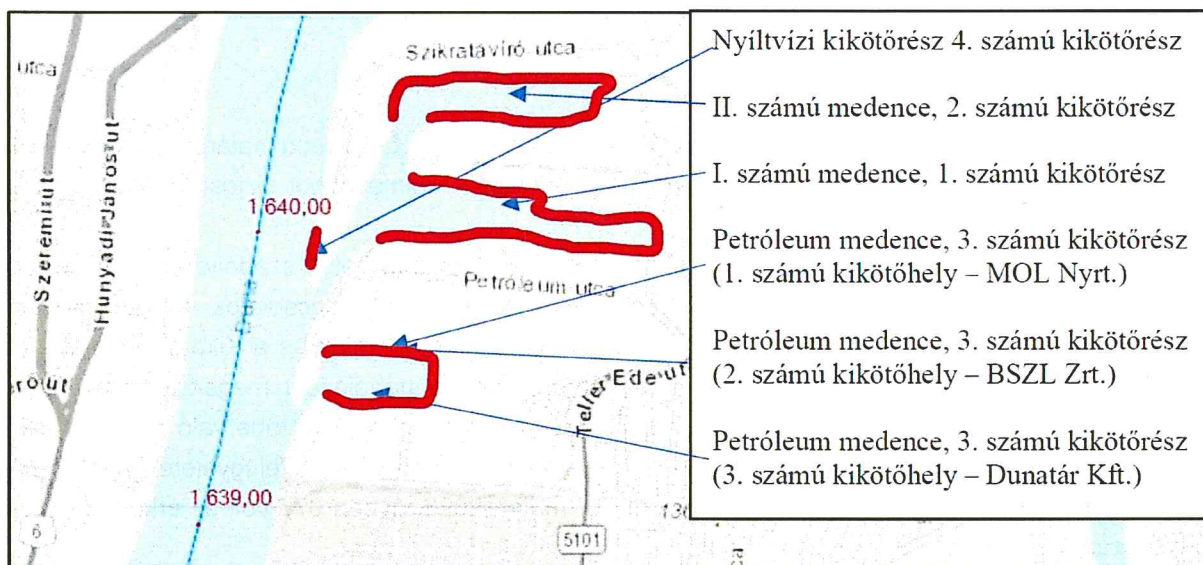 utca
Szikratávíró utca
1 640,00
Szeremi út
Hunyadi János út
Petróleum utca
Teller Ede út
1 639,00
6
5101
Nyíltvízi kikötőrész 4. számú kikötőrész
II. számú medence, 2. számú kikötőrész
I. számú medence, 1. számú kikötőrész
Petróleum medence, 3. számú kikötőrész
(1. számú kikötőhely – MOL Nyrt.)
Petróleum medence, 3. számú kikötőrész
(2. számú kikötőhely – BSZL Zrt.)
Petróleum medence, 3. számú kikötőrész
(3. számú kikötőhely – Dunatár Kft.)